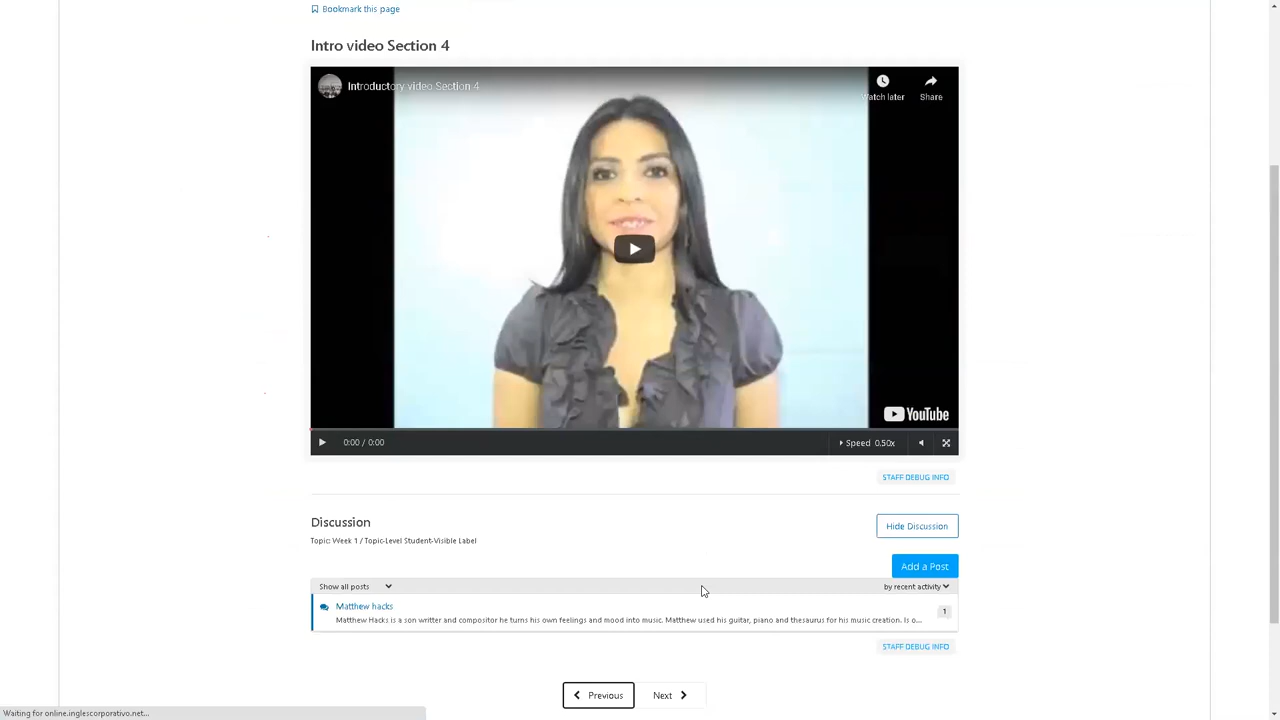 Bookmark this page
Intro video Section 4
Introductory video Section 4
Watch later
Share
YouTube
0:00 / 0:00
Speed 0.50x
STAFF DEBUG INFO
Discussion
Hide Discussion
Topic: Week 1 / Topic-Level Student-Visible Label
Add a Post
Show all posts
by recent activity
Matthew hacks
1
Matthew Hacks is a son writter and compositor he turns his own feelings and mood into music. Matthew used his guitar, piano and thesaurus for his music creation. Is o...
STAFF DEBUG INFO
Previous
Next
Waiting for online.inglescorporativo.net...